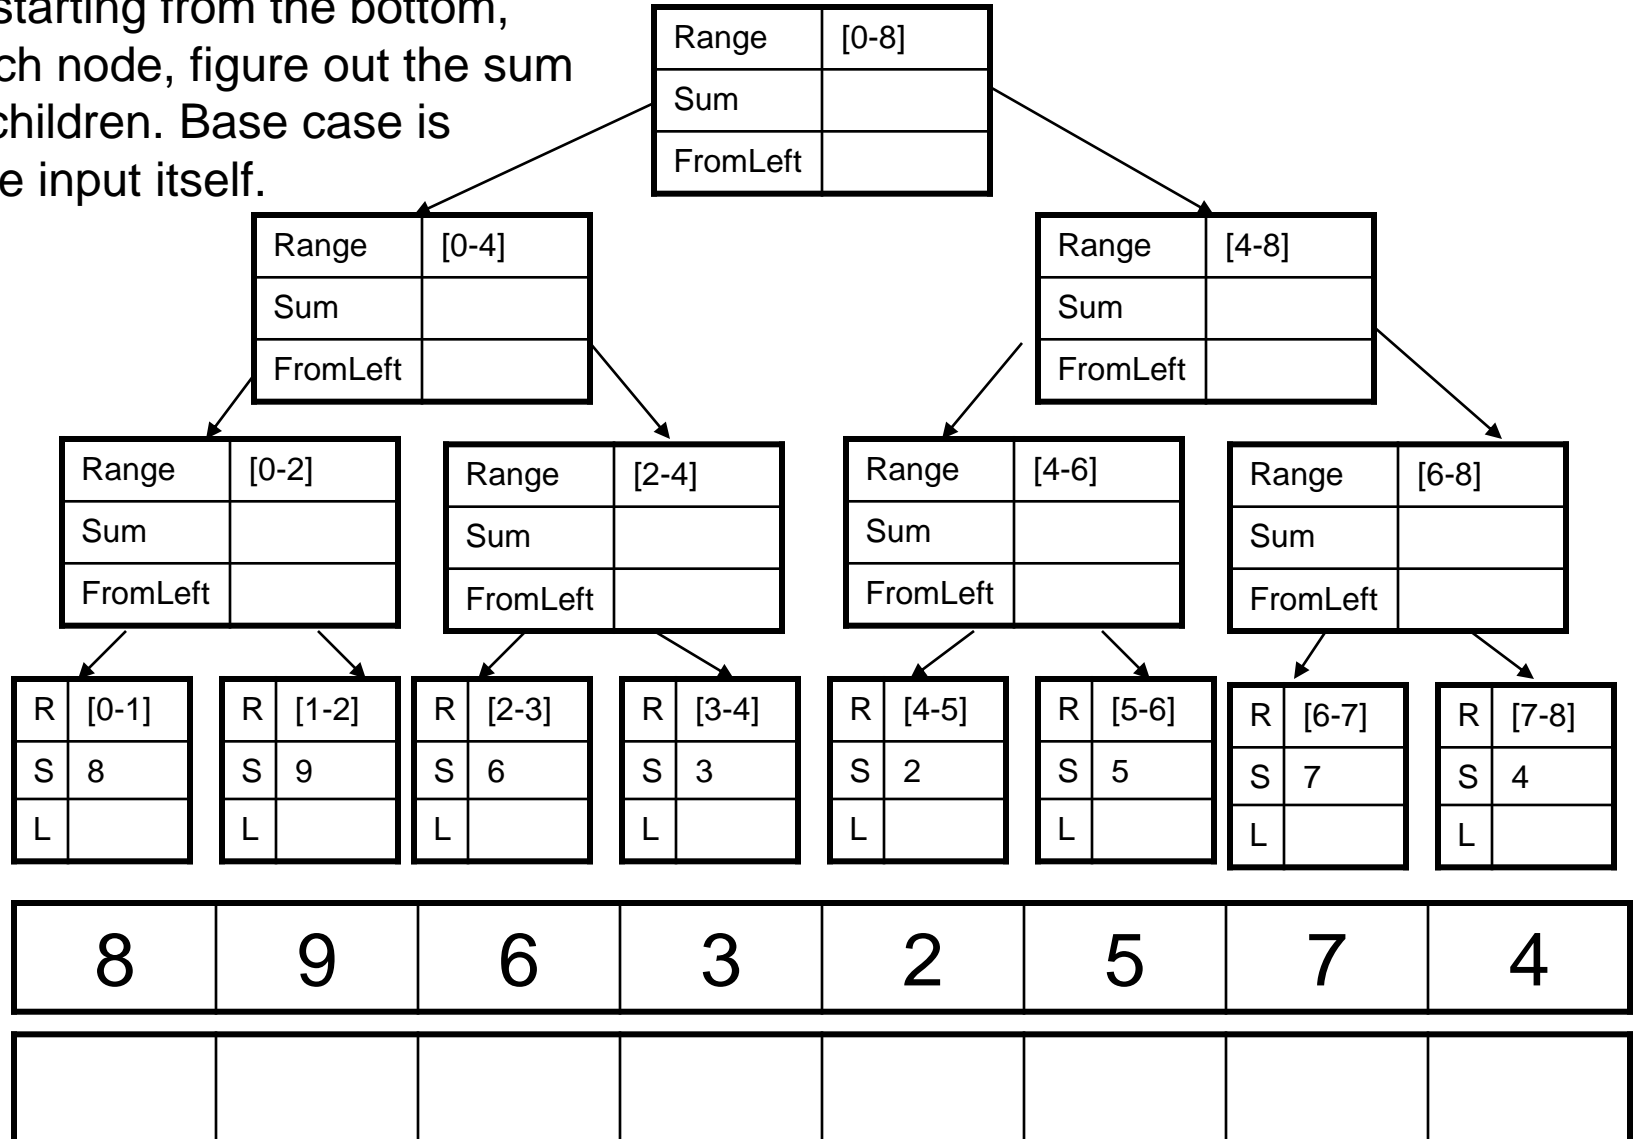 starting from the bottom,
ch node, figure out the sum
children. Base case is
e input itself.
Range [0-8]
Sum
FromLeft
Range [0-4]
Sum
FromLeft
Range [4-8]
Sum
FromLeft
Range [0-2]
Sum
FromLeft
Range [2-4]
Sum
FromLeft
Range [4-6]
Sum
FromLeft
Range [6-8]
Sum
FromLeft
R [0-1]
S 8
L
R [1-2]
S 9
L
R [2-3]
S 6
L
R [3-4]
S 3
L
R [4-5]
S 2
L
R [5-6]
S 5
L
R [6-7]
S 7
L
R [7-8]
S 4
L
8 9 6 3 2 5 7 4